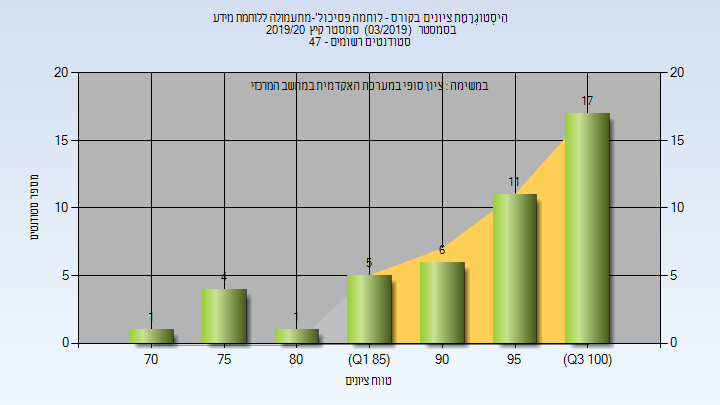 היסטוגרמת ציונים בקורס - לוחמה פסיכול'-מתעמולה ללוחמת מידע
בסמסטר (03/2019) סמסטר קיץ 2019/20
סטודנטים רשומים - 47
במשימה : ציון סופי במערכת האקדמית במחשב המרכזי
20 20
17
15 15
11
10 10
6
5 5 5
4
1 1
0 0
70 75 80 (Q1 85) 90 95 (Q3 100)
טווח ציונים
מספר סטודנטים